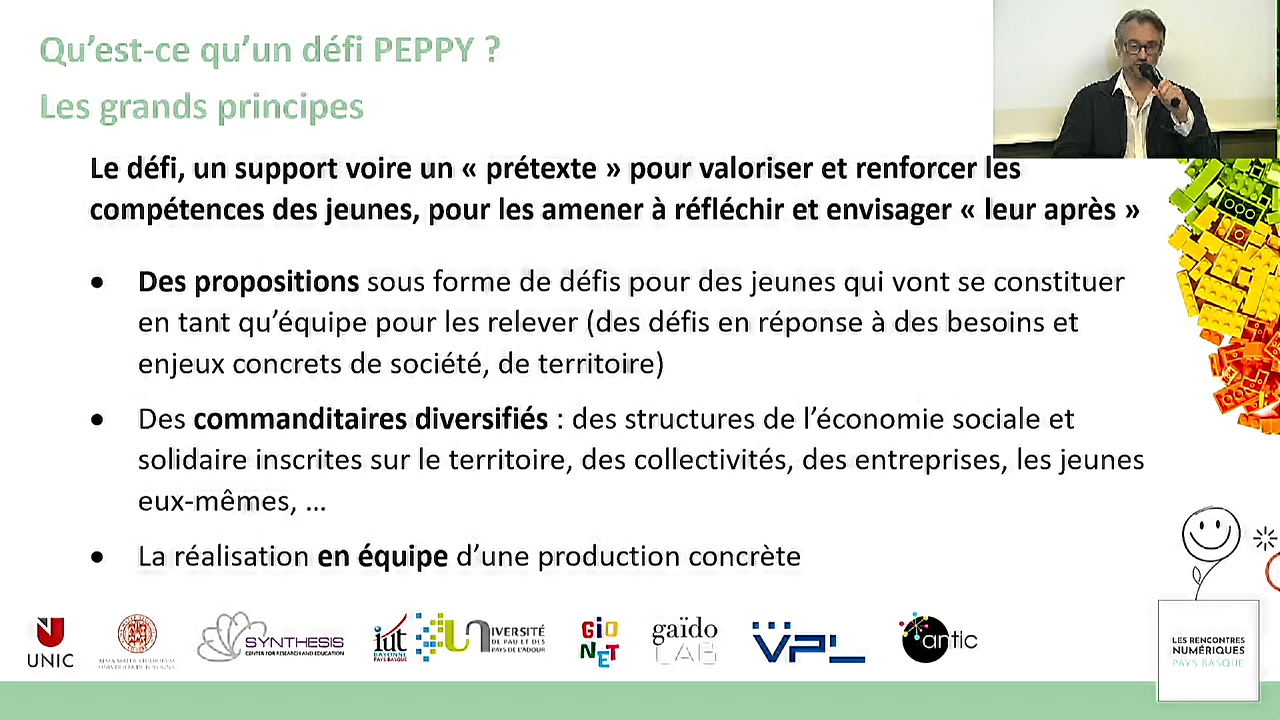 Qu’est-ce qu’un défi PEPPY ?
Les grands principes
Le défi, un support voire un « prétexte » pour valoriser et renforcer les
compétences des jeunes, pour les amener à réfléchir et envisager « leur après »
• Des propositions sous forme de défis pour des jeunes qui vont se constituer
en tant qu’équipe pour les relever (des défis en réponse à des besoins et
enjeux concrets de société, de territoire)
• Des commanditaires diversifiés : des structures de l’économie sociale et
solidaire inscrites sur le territoire, des collectivités, des entreprises, les jeunes
eux-mêmes, …
• La réalisation en équipe d’une production concrète
UNIC
ALMA MATER STUDIORUM
UNIVERSITÀ DI BOLOGNA
SYNTHESIS
CENTER FOR RESEARCH AND EDUCATION
iut
BAYONNE
PAYS BASQUE
UNIVERSITÉ
DE PAU ET DES
PAYS DE L'ADOUR
GIO
NET
gaïdo
LAB
VPL
antic
LES RENCONTRES
NUMÉRIQUES
PAYS BASQUE